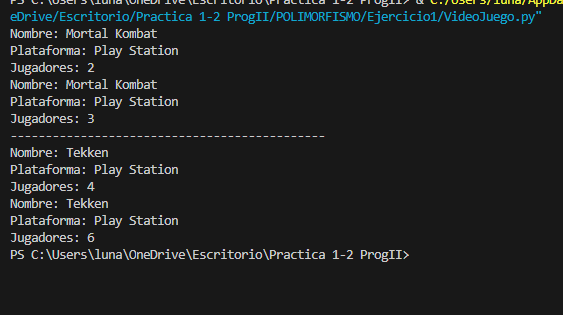 PS C:\Users\luna\OneDrive\Escritorio\Practica 1-2 ProgII> & C:/Users/luna/AppDa
eDrive/Escritorio/Practica 1-2 ProgII/POLIMORFISMO/Ejercicio1/VideoJuego.py"
Nombre: Mortal Kombat
Plataforma: Play Station
Jugadores: 2
Nombre: Mortal Kombat
Plataforma: Play Station
Jugadores: 3
---------------------------------------------
Nombre: Tekken
Plataforma: Play Station
Jugadores: 4
Nombre: Tekken
Plataforma: Play Station
Jugadores: 6
PS C:\Users\luna\OneDrive\Escritorio\Practica 1-2 ProgII>